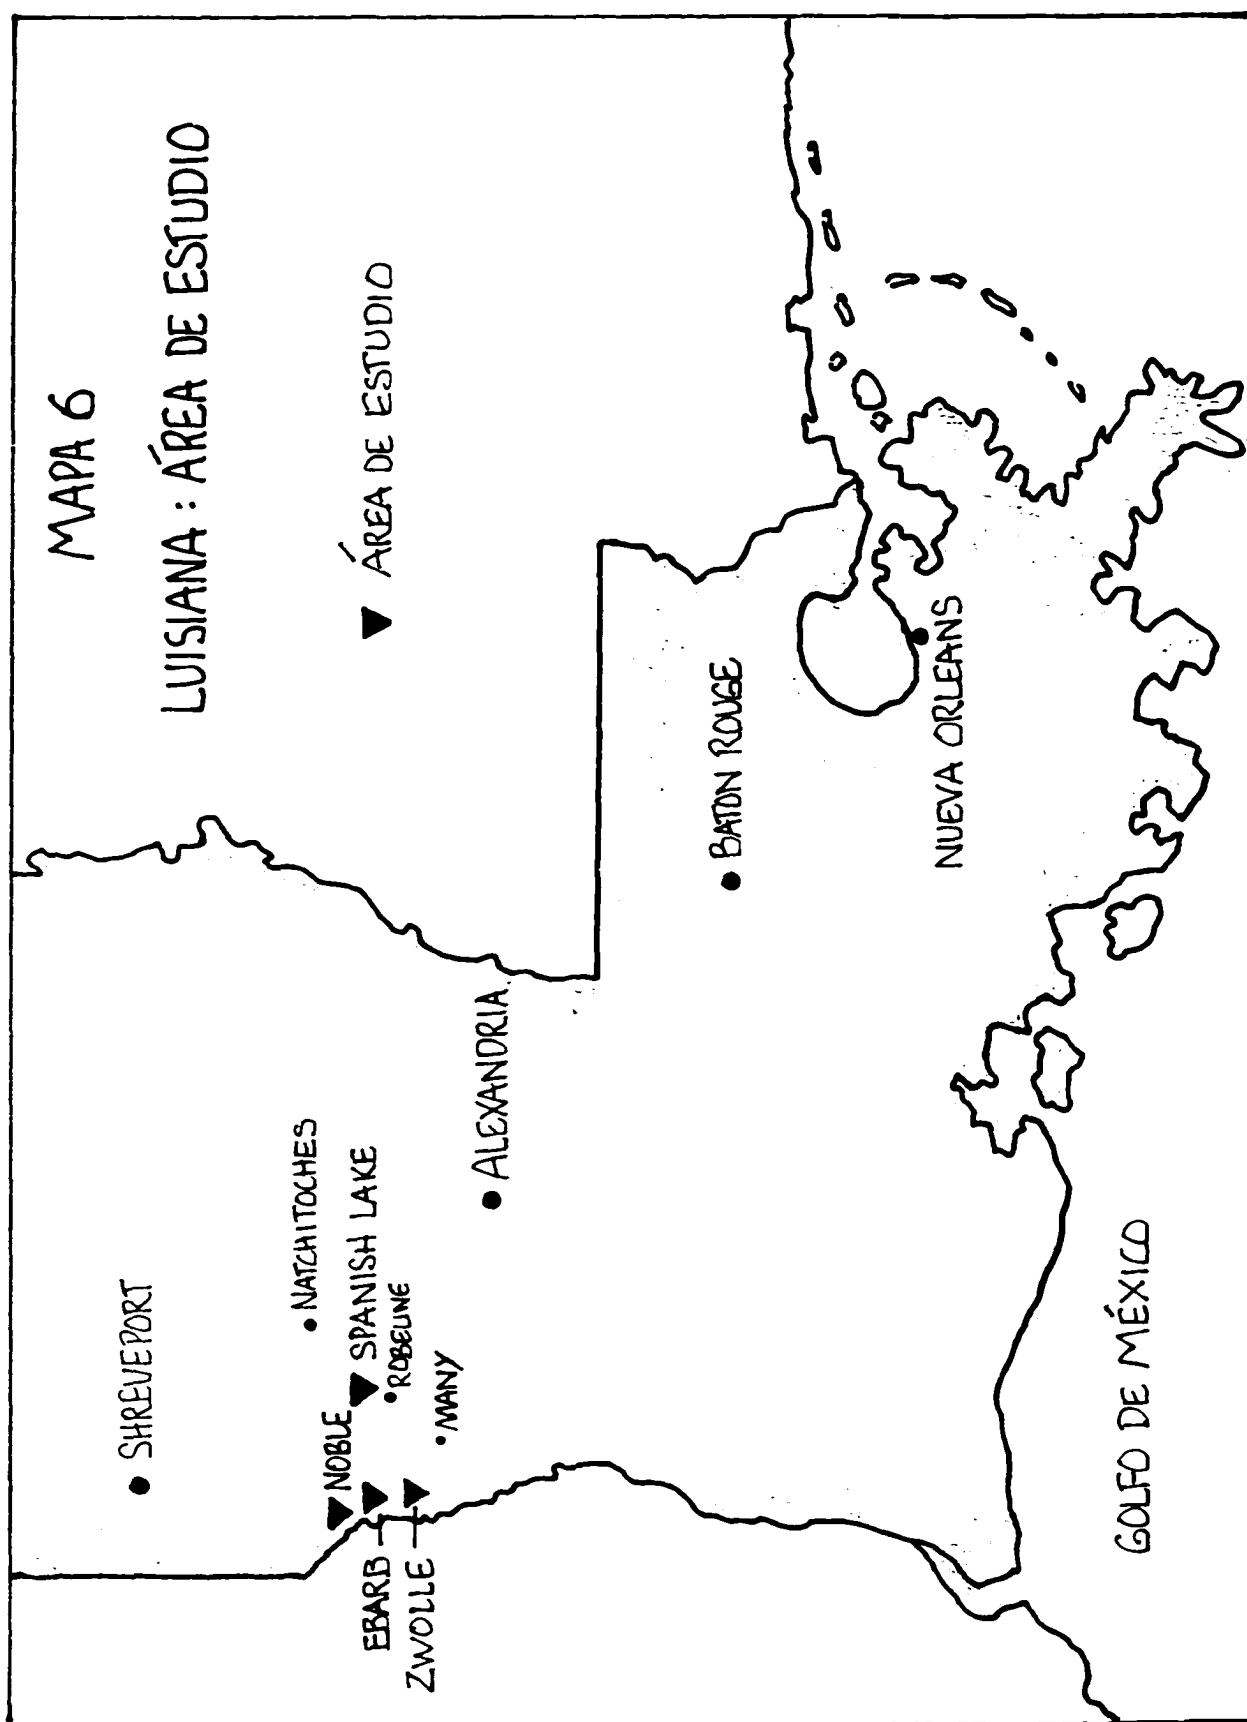 MAPA 6
LUISIANA : ÁREA DE ESTUDIO
▼ ÁREA DE ESTUDIO
SHREVEPORT
NATCHITOCHES
NOBLE
SPANISH LAKE
ROBELINE
EBARB
ZWOLLE
MANY
ALEXANDRIA
BATON ROUGE
NUEVA ORLEANS
GOLFO DE MÉXICO